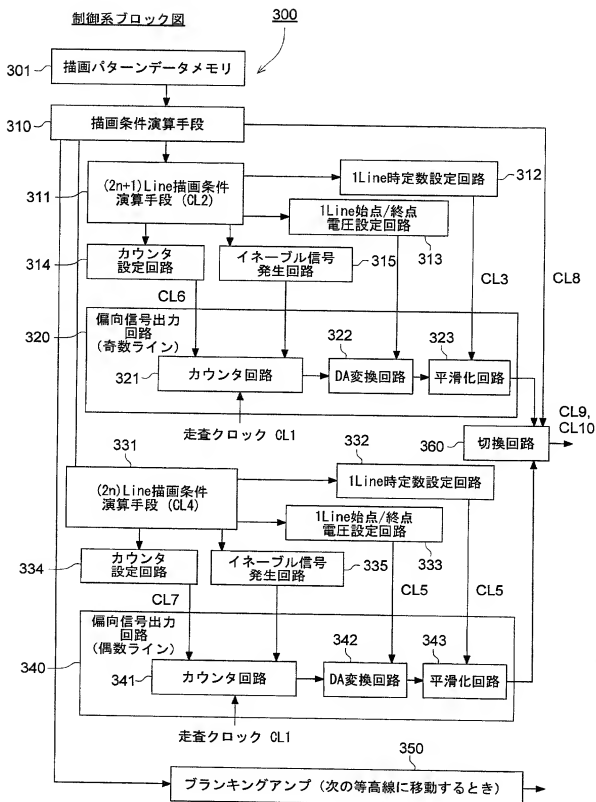 制御系ブロック図
300
301
描画パターンデータメモリ
310
描画条件演算手段
311
(2n+1)Line描画条件
演算手段 (CL2)
1Line時定数設定回路
312
1Line始点/終点
電圧設定回路
313
314
カウンタ
設定回路
イネーブル信号
発生回路
315
CL3
CL8
CL6
320
偏向信号出力
回路
(奇数ライン)
321
カウンタ回路
322
DA変換回路
323
平滑化回路
走査クロック CL1
CL9,
CL10
360
切換回路
331
(2n)Line描画条件
演算手段 (CL4)
332
1Line時定数設定回路
1Line始点/終点
電圧設定回路
333
334
カウンタ
設定回路
イネーブル信号
発生回路
335
CL7
CL5
CL5
340
偏向信号出力
回路
(偶数ライン)
341
カウンタ回路
342
DA変換回路
343
平滑化回路
走査クロック CL1
350
ブランキングアンプ (次の等高線に移動するとき)